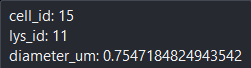 cell_id: 15
lys_id: 11
diameter_um: 0.7547184824943542